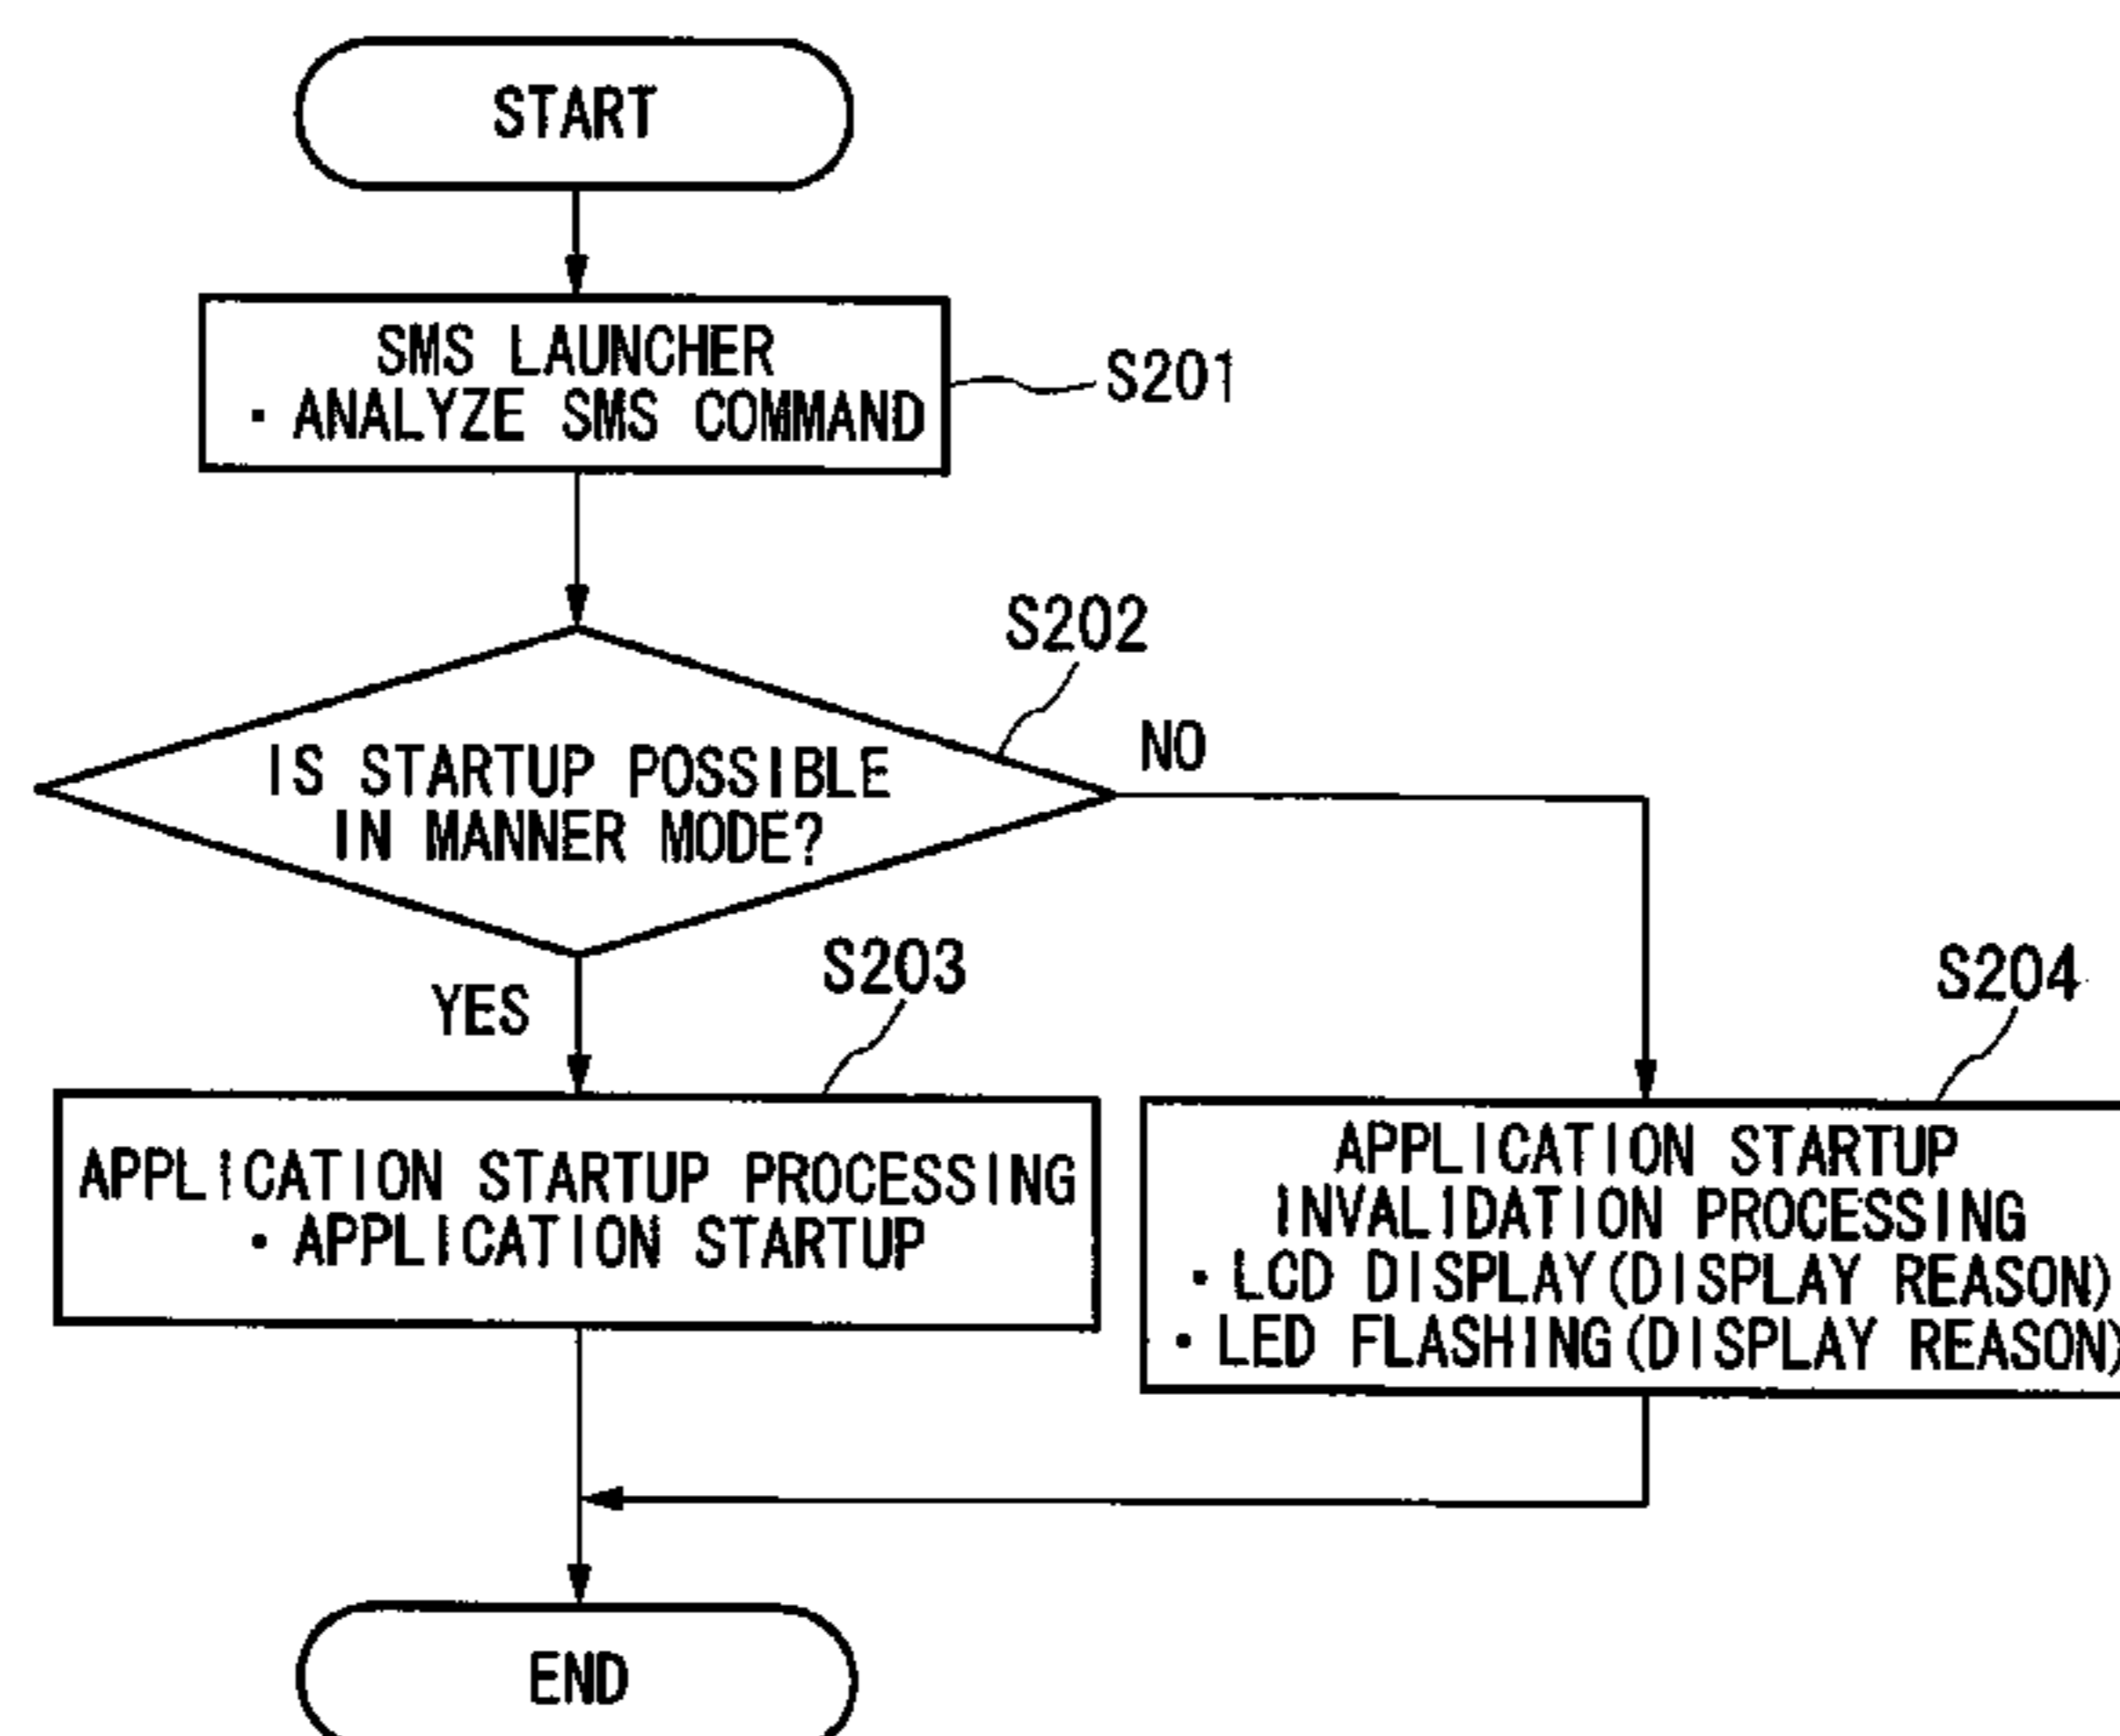 START
SMS LAUNCHER
・ANALYZE SMS COMMAND
S201
S202
IS STARTUP POSSIBLE
IN MANNER MODE?
NO
YES
S203
APPLICATION STARTUP PROCESSING
・APPLICATION STARTUP
S204
APPLICATION STARTUP
INVALIDATION PROCESSING
・LCD DISPLAY(DISPLAY REASON)
・LED FLASHING(DISPLAY REASON)
END